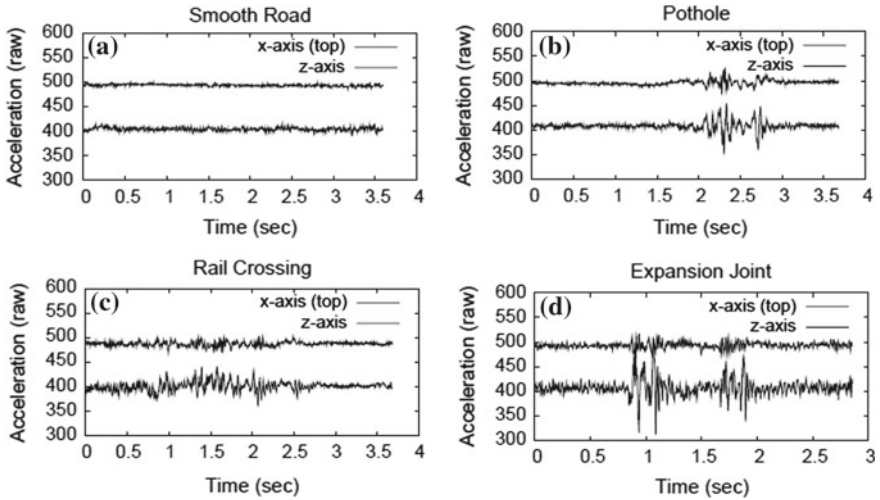 Smooth Road
(a)
x-axis (top)
z-axis
Acceleration (raw)
600
550
500
450
400
350
300
0 0.5 1 1.5 2 2.5 3 3.5 4
Time (sec)
Pothole
(b)
x-axis (top)
z-axis
Acceleration (raw)
600
550
500
450
400
350
300
0 0.5 1 1.5 2 2.5 3 3.5 4
Time (sec)
Rail Crossing
(c)
x-axis (top)
z-axis
Acceleration (raw)
600
550
500
450
400
350
300
0 0.5 1 1.5 2 2.5 3 3.5 4
Time (sec)
Expansion Joint
(d)
x-axis (top)
z-axis
Acceleration (raw)
600
550
500
450
400
350
300
0 0.5 1 1.5 2 2.5 3
Time (sec)